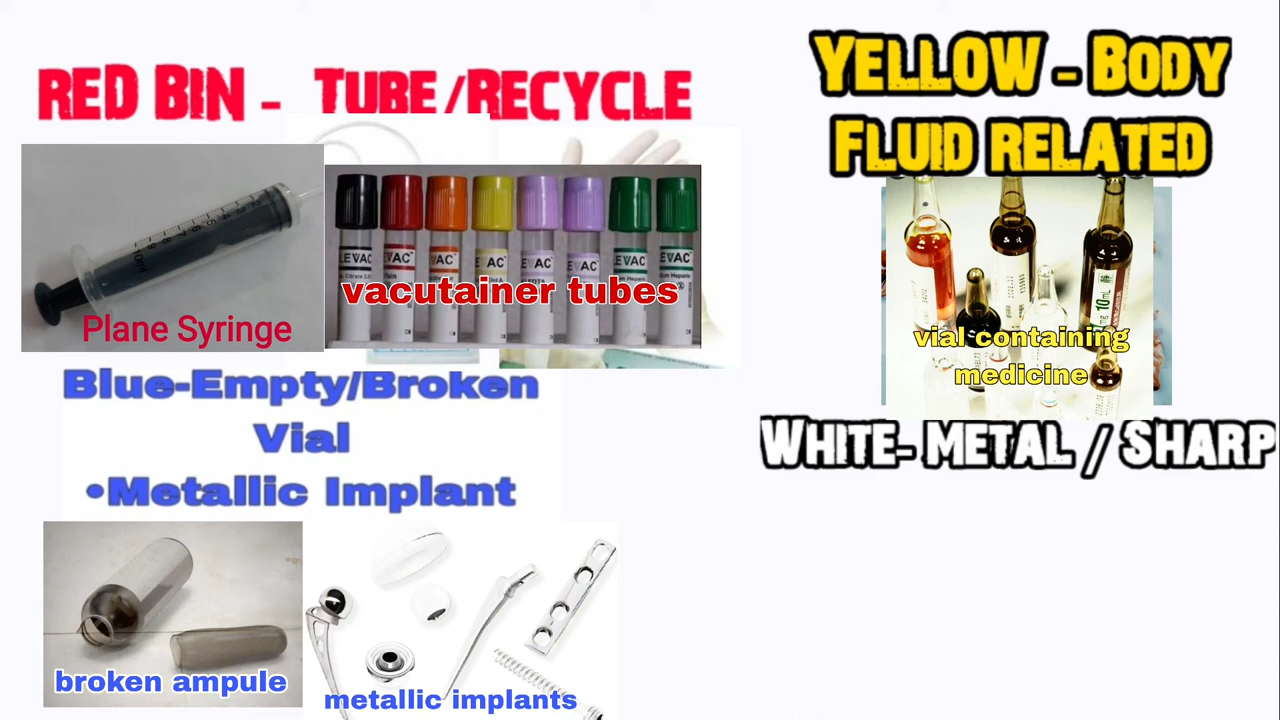 RED BIN - TUBE/RECYCLE
Plane Syringe
vacutainer tubes
YELLOW - BODY
FLUID RELATED
10mL
vial containing
medicine
Blue-Empty/Broken
Vial
•Metallic Implant
broken ampule
metallic implants
WHITE- METAL / SHARP